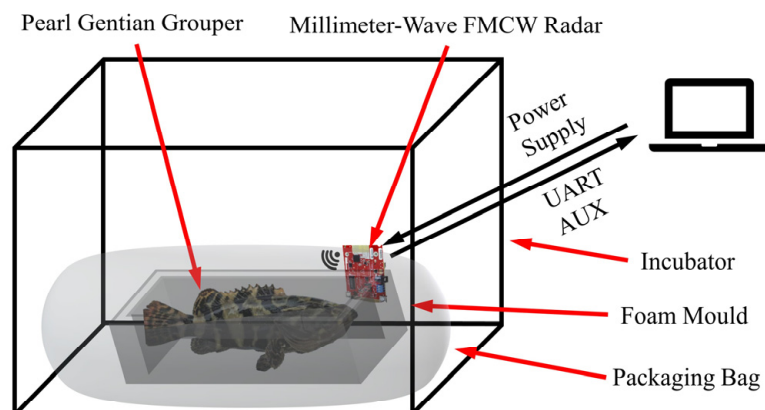 Pearl Gentian Grouper
Millimeter-Wave FMCW Radar
Power
Supply
UART
AUX
Incubator
Foam Mould
Packaging Bag